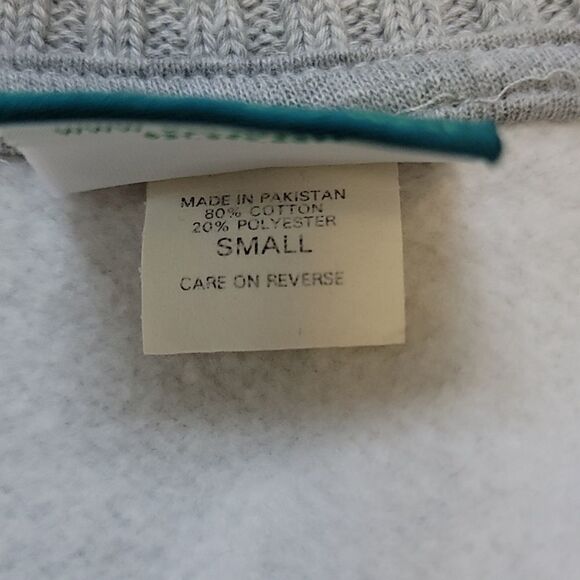 MADE IN PAKISTAN
80% COTTON
20% POLYESTER
SMALL
CARE ON REVERSE